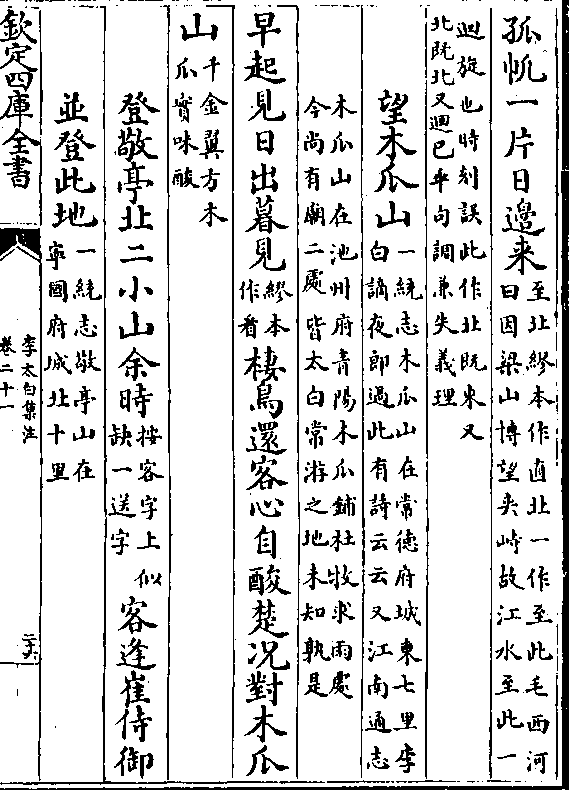 孤帆一片日邊来至北繆本作直北一作至此毛西河
曰因梁山博望夹峙故江水至此一
迴旋也時刻誤此作北既東又
北既北又迴已乖句調兼失義理
望木瓜山一統志木瓜山在常德府城東七里李
白謫夜郎過此有詩云云又江南通志
木瓜山在池州府青陽木瓜鋪杜牧求雨處
今尚有廟二處皆太白常游之地未知孰是
早起見日出暮見繆本作看棲鳥還客心自酸楚况對木瓜
山千金翼方木瓜實味酸
登敬亭北二小山余時按客字上似缺一送字客逢崔侍御
並登此地一統志敬亭山在寧國府城北十里
欽定四庫全書
李太白集注
卷二十一
二十六